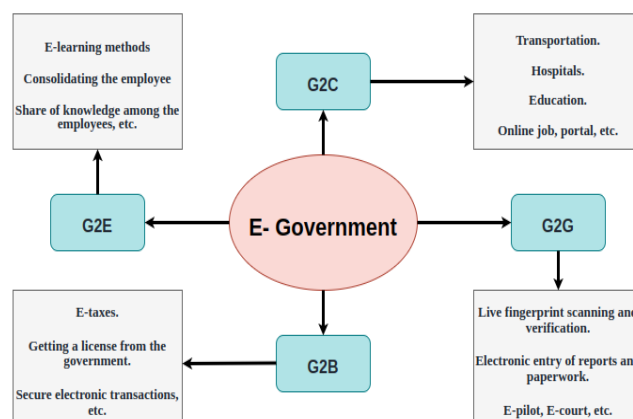 E-learning methods
Consolidating the employee
Share of knowledge among the
employees, etc.
G2C
Transportation.
Hospitals.
Education.
Online job, portal, etc.
G2E
E- Government
G2G
E-taxes.
Getting a license from the
government.
Secure electronic transactions,
etc.
G2B
Live fingerprint scanning and
verification.
Electronic entry of reports and
paperwork.
E-pilot, E-court, etc.